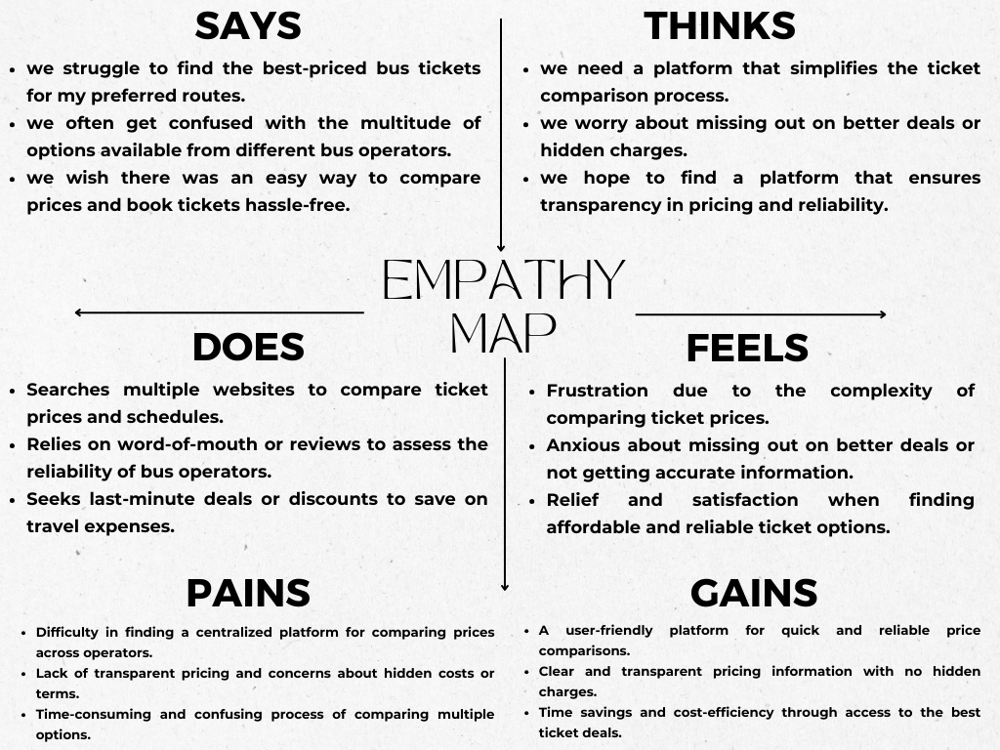 SAYS
• we struggle to find the best-priced bus tickets
for my preferred routes.
• we often get confused with the multitude of
options available from different bus operators.
• we wish there was an easy way to compare
prices and book tickets hassle-free.
THINKS
• we need a platform that simplifies the ticket
comparison process.
• we worry about missing out on better deals or
hidden charges.
• we hope to find a platform that ensures
transparency in pricing and reliability.
EMPATHY
MAP
DOES
• Searches multiple websites to compare ticket
prices and schedules.
• Relies on word-of-mouth or reviews to assess the
reliability of bus operators.
• Seeks last-minute deals or discounts to save on
travel expenses.
FEELS
• Frustration due to the complexity of
comparing ticket prices.
• Anxious about missing out on better deals or
not getting accurate information.
• Relief and satisfaction when finding
affordable and reliable ticket options.
PAINS
• Difficulty in finding a centralized platform for comparing prices
across operators.
• Lack of transparent pricing and concerns about hidden costs or
terms.
• Time-consuming and confusing process of comparing multiple
options.
GAINS
• A user-friendly platform for quick and reliable price
comparisons.
• Clear and transparent pricing information with no hidden
charges.
• Time savings and cost-efficiency through access to the best
ticket deals.